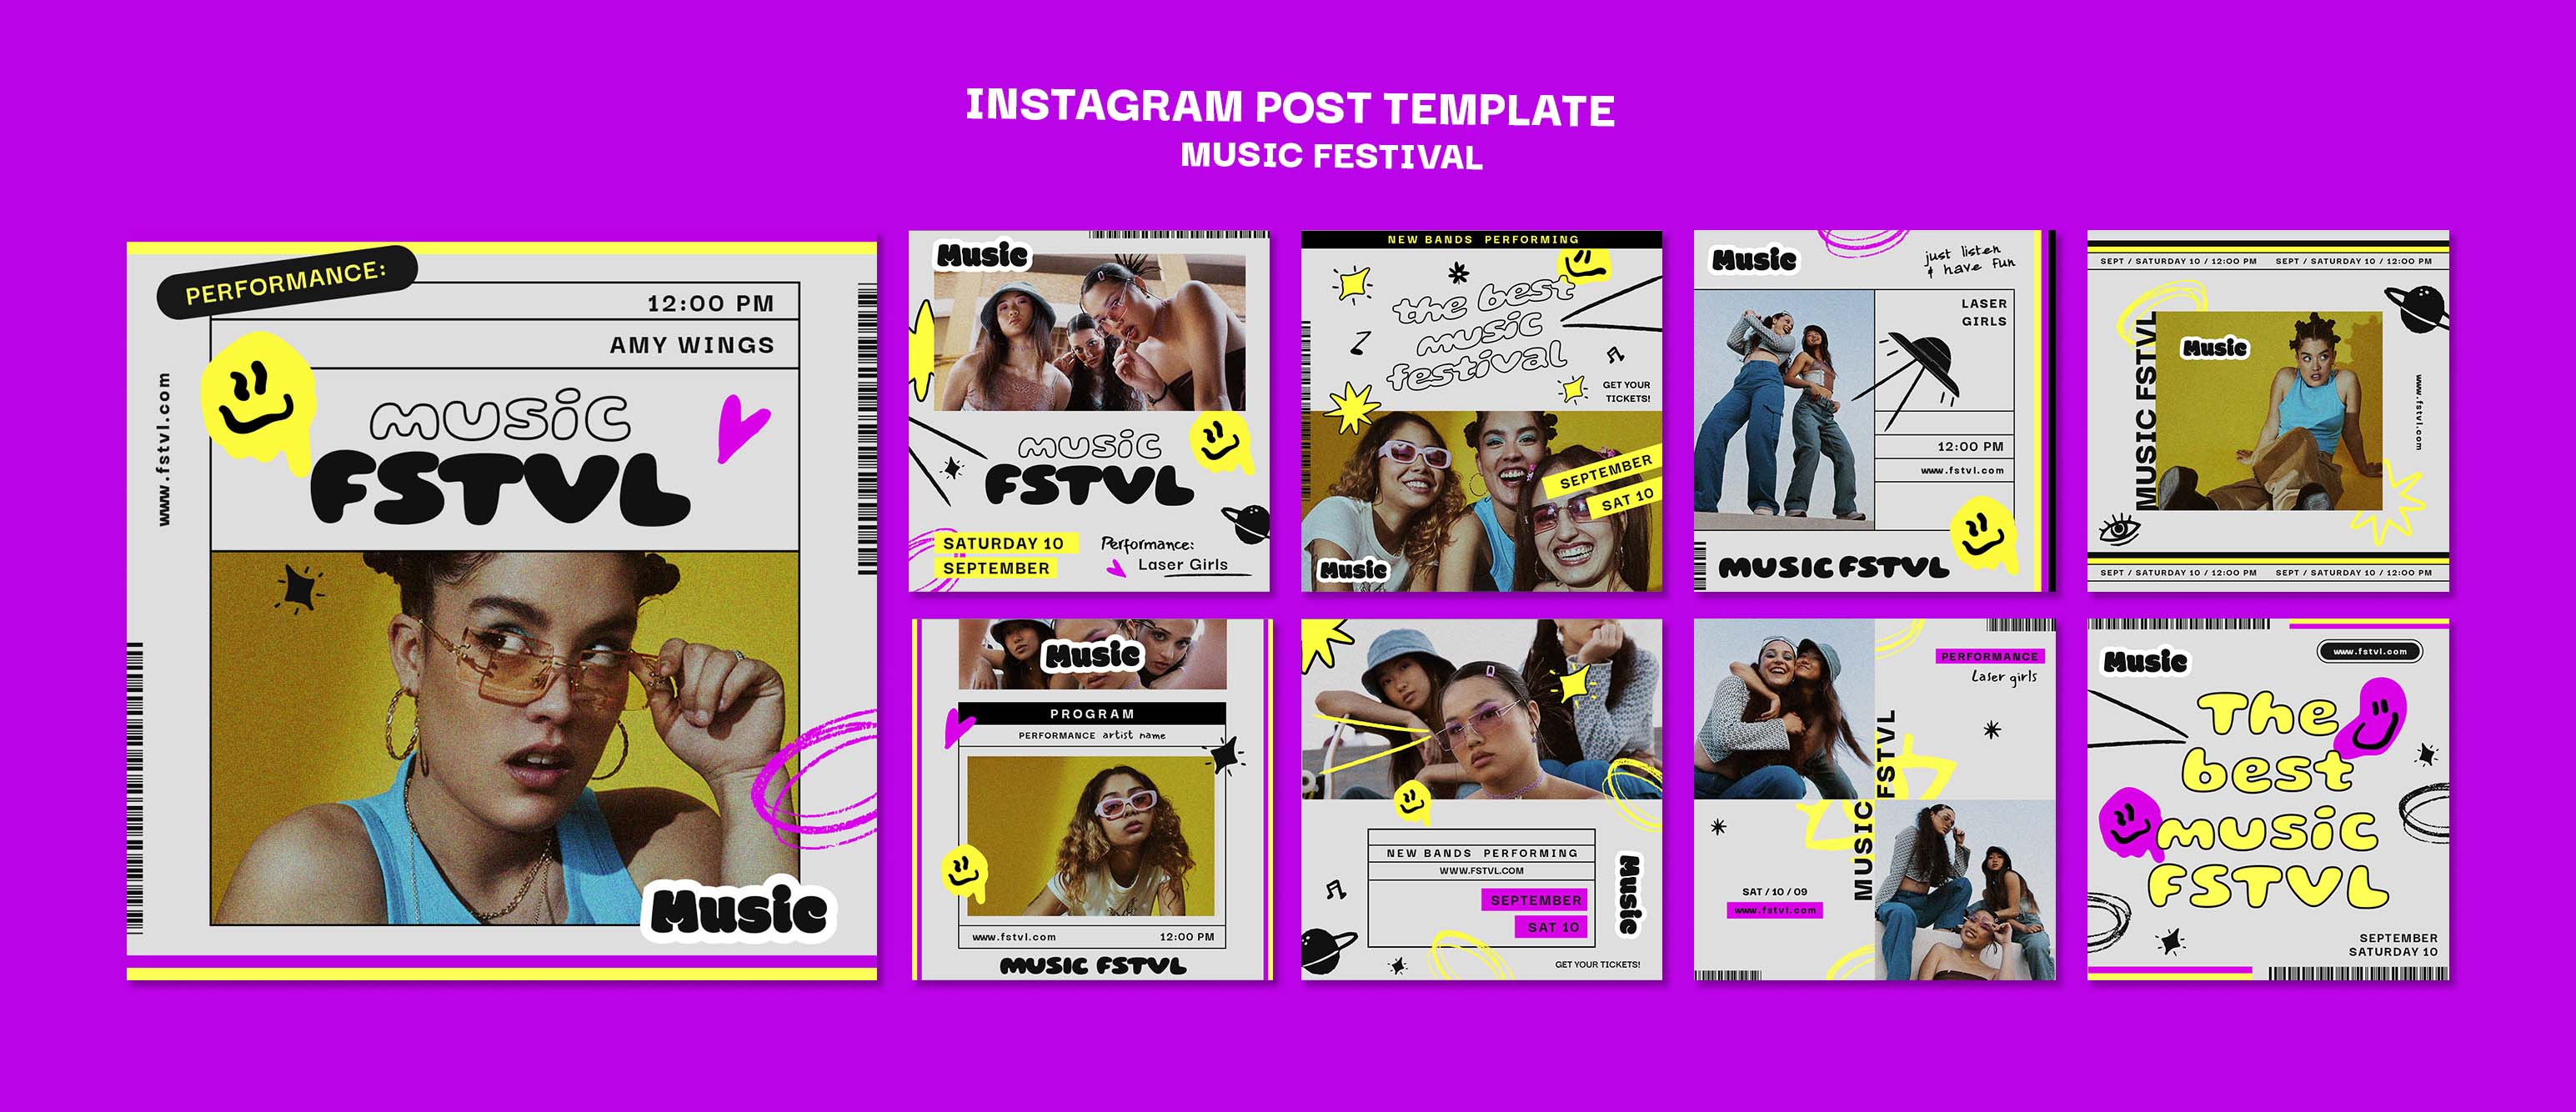 INSTAGRAM POST TEMPLATE
MUSIC FESTIVAL
PERFORMANCE:
12:00 PM
AMY WINGS
www.fstvl.com
music
FSTVL
Music
Music
music
FSTVL
SATURDAY 10
SEPTEMBER
Performance:
Laser Girls
NEW BANDS PERFORMING
the best
music
festival
GET YOUR
TICKETS!
SEPTEMBER
SAT 10
Music
Music
just listen
& have fun
LASER
GIRLS
12:00 PM
www.fstvl.com
MUSIC FSTVL
SEPT / SATURDAY 10 / 12:00 PM SEPT / SATURDAY 10 / 12:00 PM
Music
MUSIC FSTVL
www.fstvl.com
SEPT / SATURDAY 10 / 12:00 PM SEPT / SATURDAY 10 / 12:00 PM
Music
PROGRAM
PERFORMANCE artist name
www.fstvl.com 12:00 PM
MUSIC FSTVL
NEW BANDS PERFORMING
WWW.FSTVL.COM
SEPTEMBER
SAT 10
Music
GET YOUR TICKETS!
PERFORMANCE
Laser girls
FSTVL
MUSIC
SAT / 10 / 09
www.fstvl.com
Music
www.fstvl.com
The
best
music
FSTVL
SEPTEMBER
SATURDAY 10